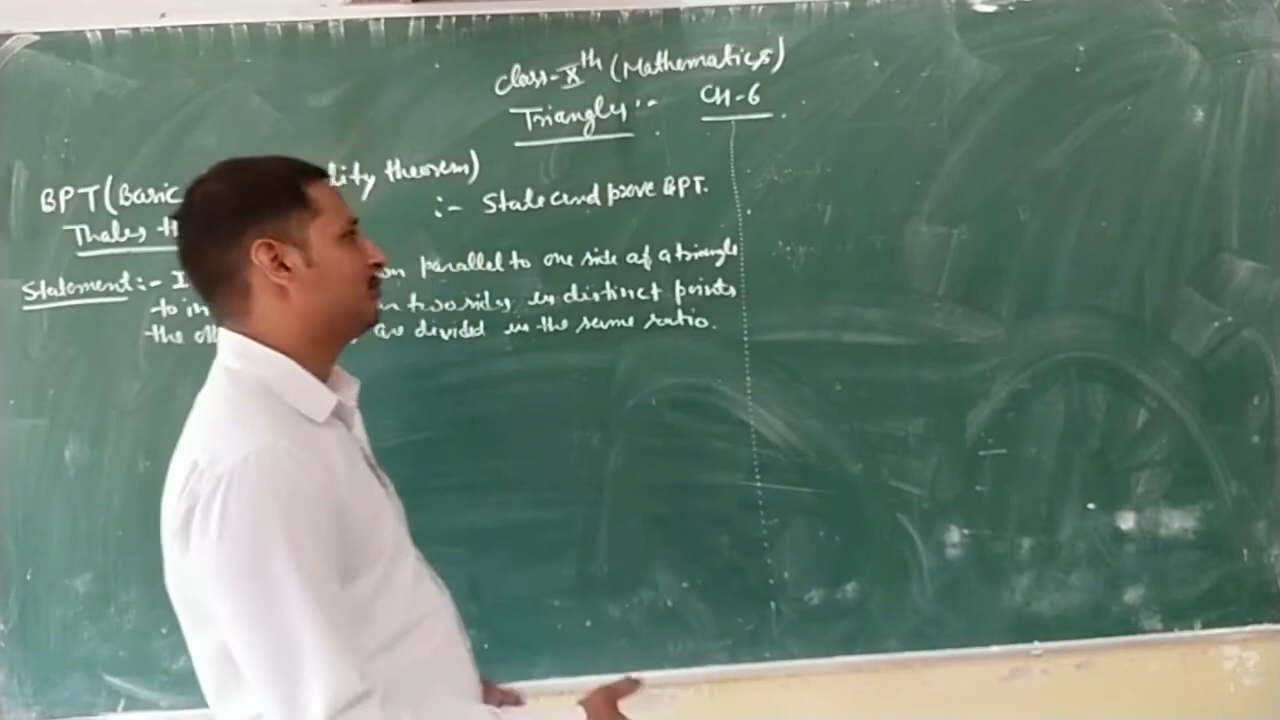 Class-Xth (Mathematics)
Triangles :- CH-6
BPT (Basic lity theorem)
:- State and prove BPT.
Thales
Statement :- parallel to one side of a triangle
to in two sides in distinct points
the are divided in the same ratio.